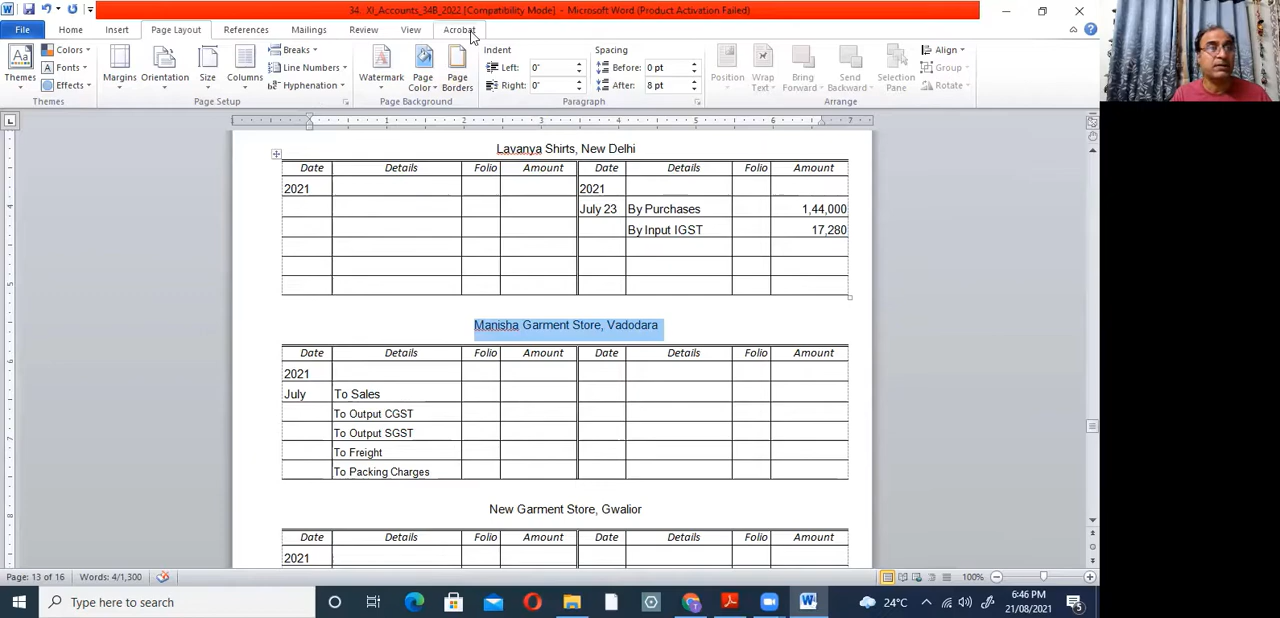 34. XI_Accounts_34B_2022 [Compatibility Mode] - Microsoft Word (Product Activation Failed)
File Home Insert Page Layout References Mailings Review View Acrobat
Themes
Colors
Fonts
Effects
Themes
Margins Orientation Size Columns
Breaks
Line Numbers
Hyphenation
Page Setup
Watermark Page Color Page Borders
Page Background
Indent
Left: 0"
Right: 0"
Spacing
Before: 0 pt
After: 8 pt
Paragraph
Position Wrap Text Bring Forward Send Backward Selection Pane
Align
Group
Rotate
Arrange
1 2 3 4 5 6 7
Lavanya Shirts, New Delhi
Date Details Folio Amount Date Details Folio Amount
2021 2021
July 23 By Purchases 1,44,000
By Input IGST 17,280
Manisha Garment Store, Vadodara
Date Details Folio Amount Date Details Folio Amount
2021
July To Sales
To Output CGST
To Output SGST
To Freight
To Packing Charges
New Garment Store, Gwalior
Date Details Folio Amount Date Details Folio Amount
2021
Page: 13 of 16 Words: 4/1,300 100%
Type here to search 24°C 6:46 PM
21/08/2021 5